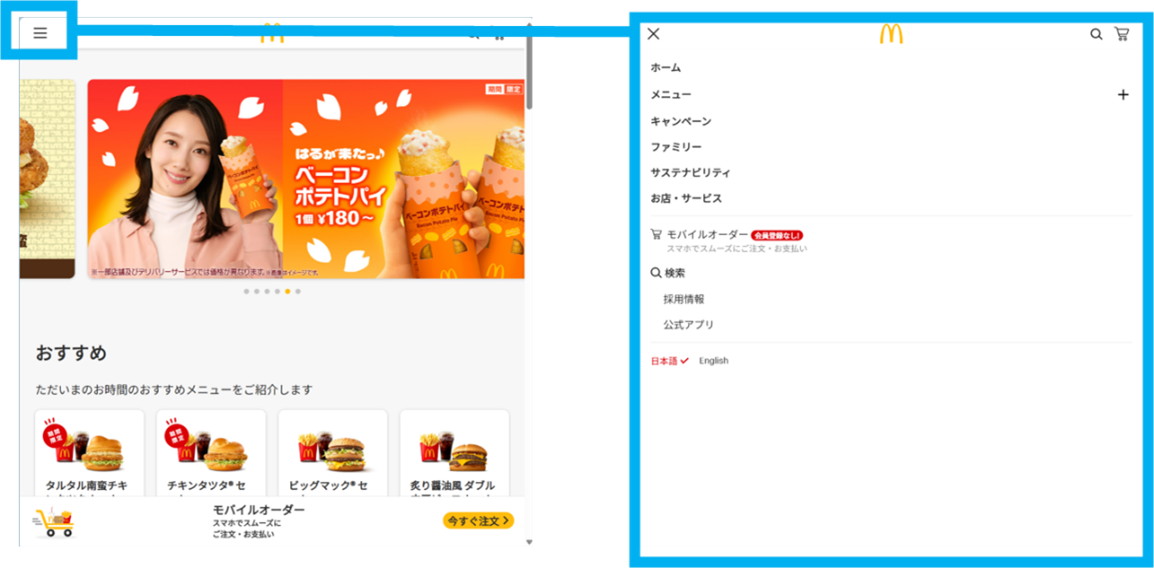 期間 限定
はるが来たっ♪
ベーコン
ポテトパイ
1個 ¥180～
ベーコンポテトパイ
Bacon Potato Pie
※一部店舗及びデリバリーサービスでは価格が異なります。※画像はイメージです。
おすすめ
ただいまのお時間のおすすめメニューをご紹介します
期間限定
タルタル南蛮チキ
期間限定
チキンタツタ® セ
ビッグマック® セ
炙り醤油風 ダブル
モバイルオーダー
スマホでスムーズに
ご注文・お支払い
今すぐ注文
ホーム
メニュー
キャンペーン
ファミリー
サステナビリティ
お店・サービス
モバイルオーダー 会員登録なし!
スマホでスムーズにご注文・お支払い
検索
採用情報
公式アプリ
日本語 English